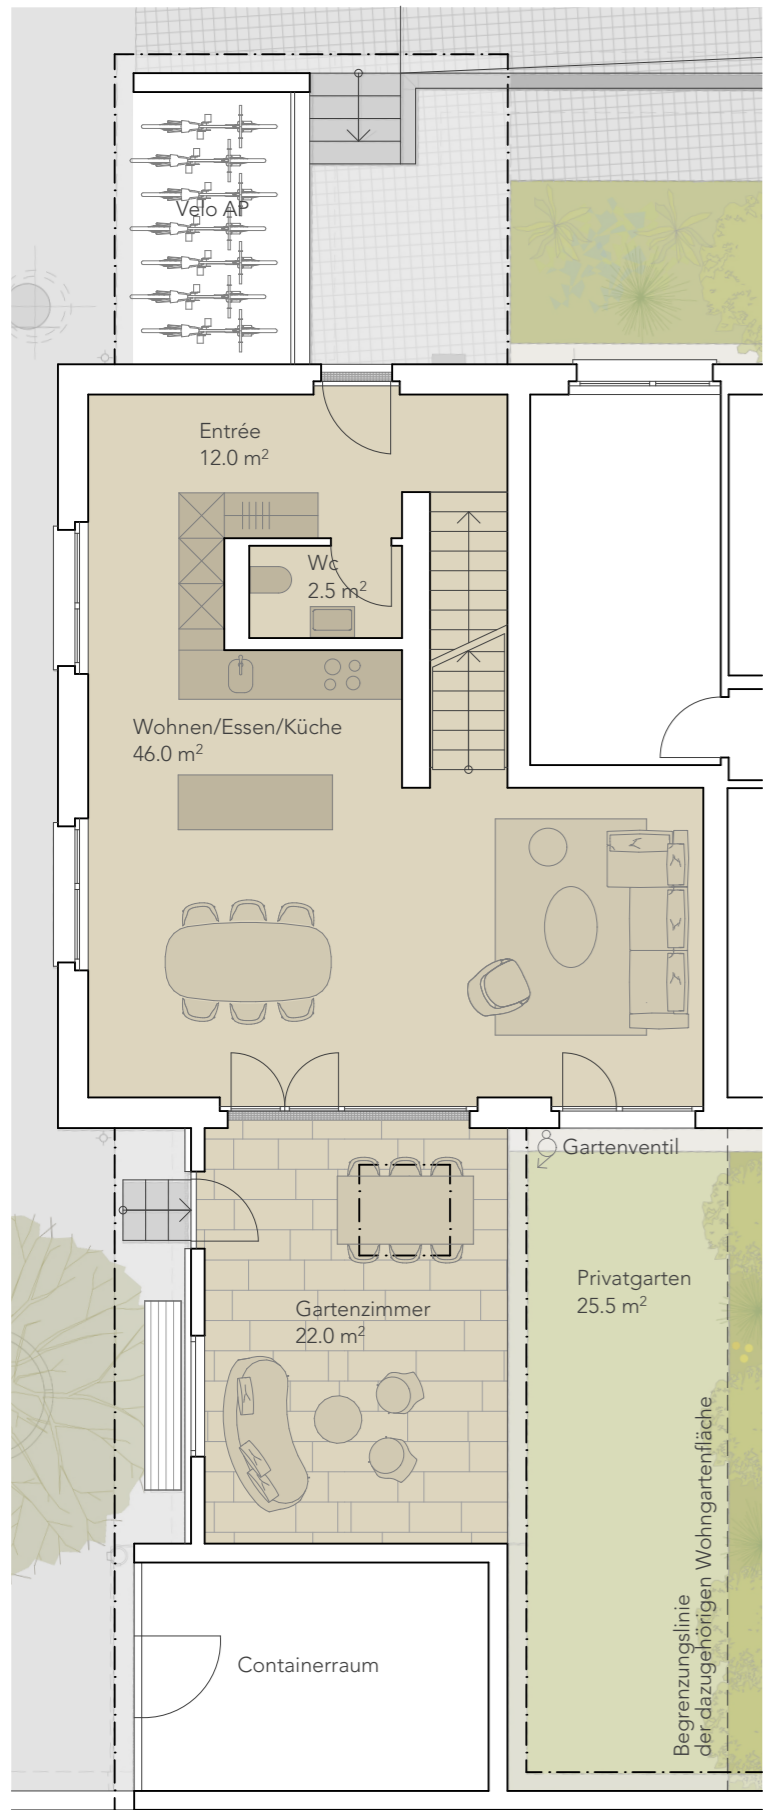 Velo AP
Entrée
12.0 m²
Wc
2.5 m²
Wohnen/Essen/Küche
46.0 m²
Gartenventil
Privatgarten
25.5 m²
Gartenzimmer
22.0 m²
Begrenzungslinie
der dazugehörigen Wohngartenfläche
Containerraum